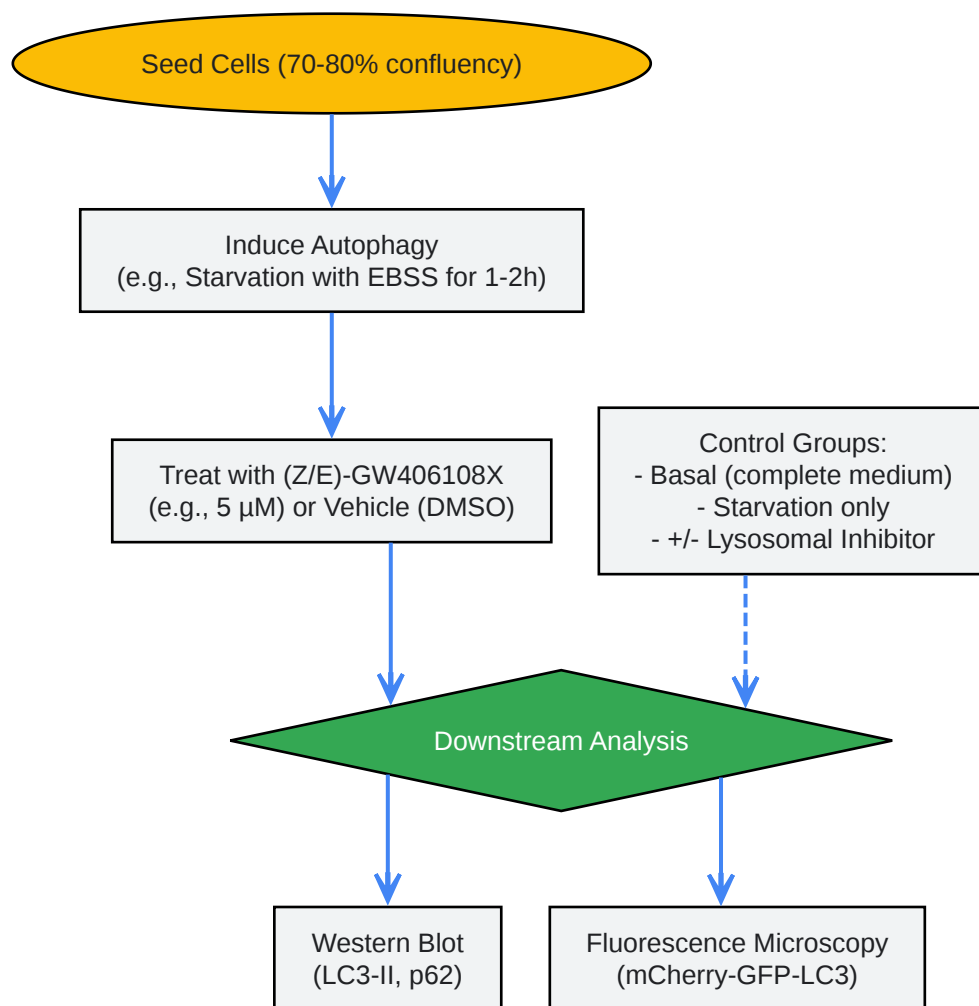 Seed Cells (70-80% confluency)
Induce Autophagy
(e.g., Starvation with EBSS for 1-2h)
Treat with (Z/E)-GW406108X
(e.g., 5 µM) or Vehicle (DMSO)
Control Groups:
- Basal (complete medium)
- Starvation only
- +/- Lysosomal Inhibitor
Downstream Analysis
Western Blot
(LC3-II, p62)
Fluorescence Microscopy
(mCherry-GFP-LC3)